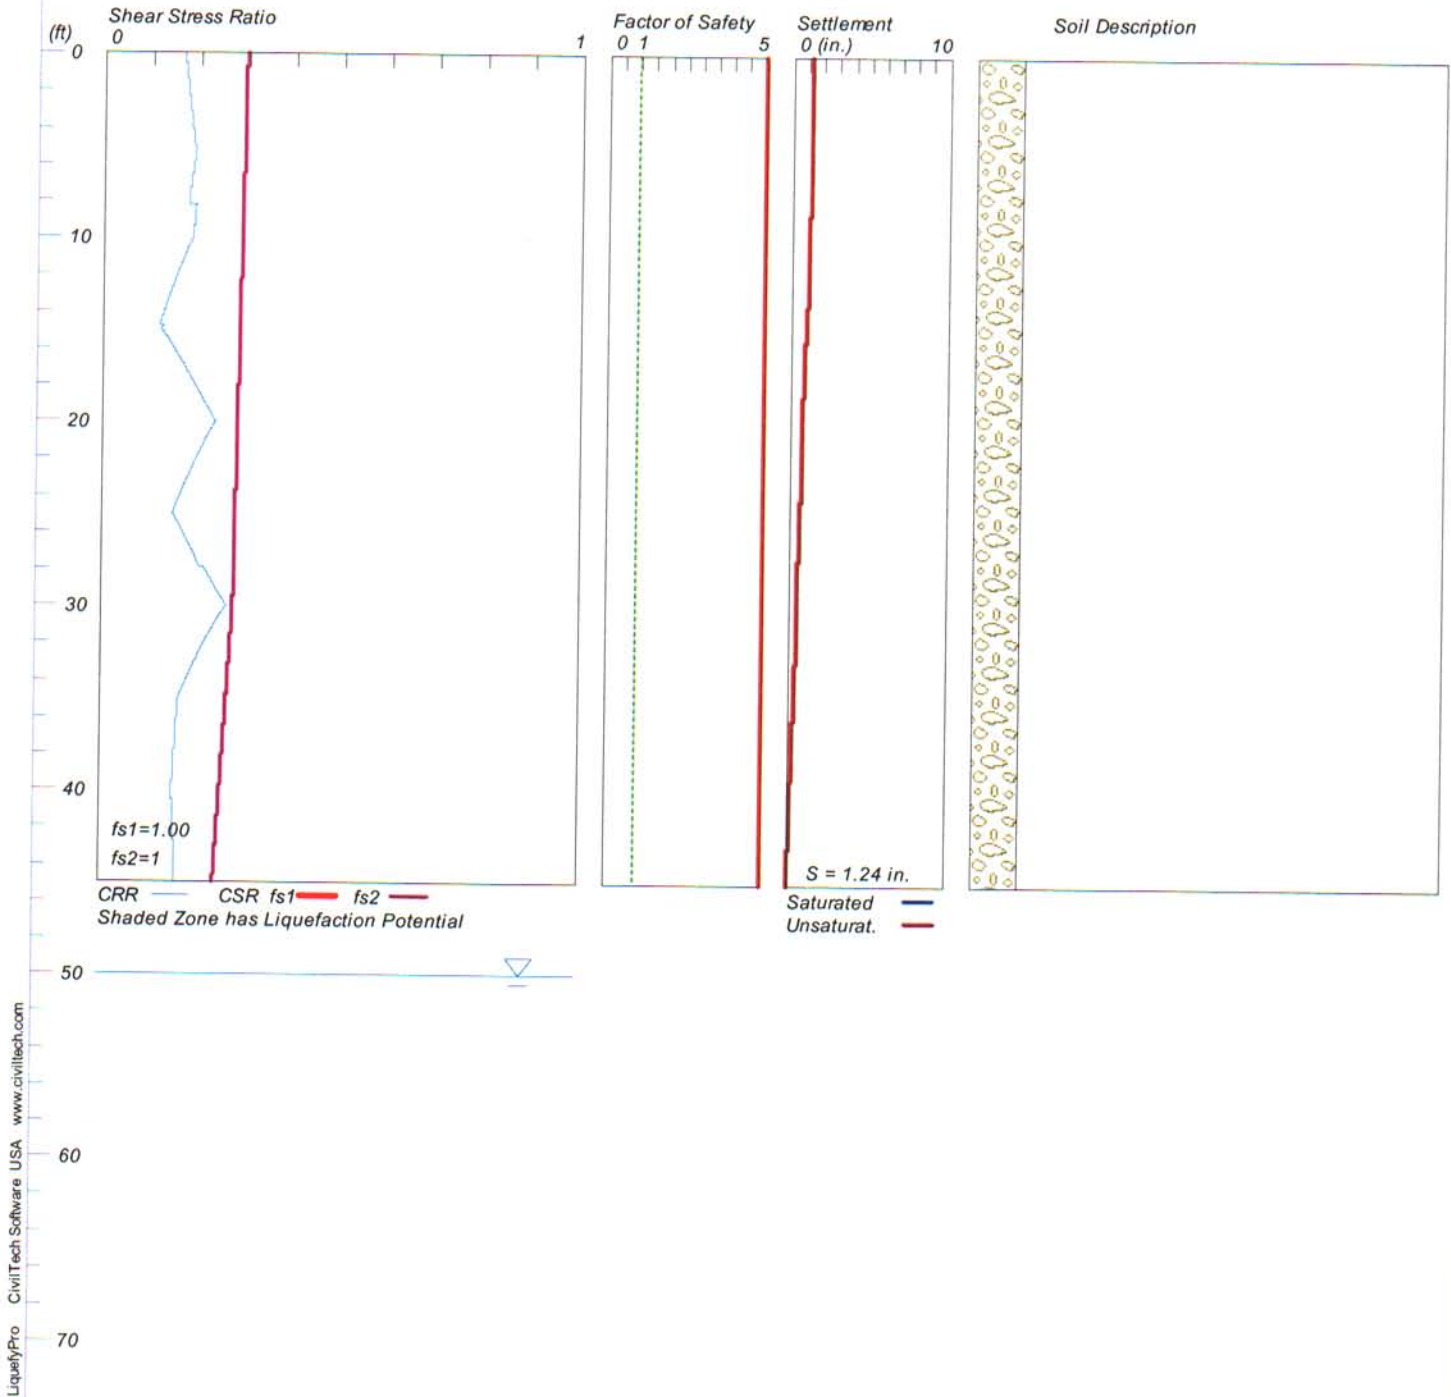 Shear Stress Ratio
Factor of Safety
Settlement
Soil Description
(ft)
0
1
0 1
5
0 (in.)
10
0
10
20
30
40
fs1=1.00
fs2=1
S = 1.24 in.
CRR
CSR fs1
fs2
Shaded Zone has Liquefaction Potential
Saturated
Unsaturat.
50
60
70
LiquefyPro CivilTech Software USA www.civiltech.com